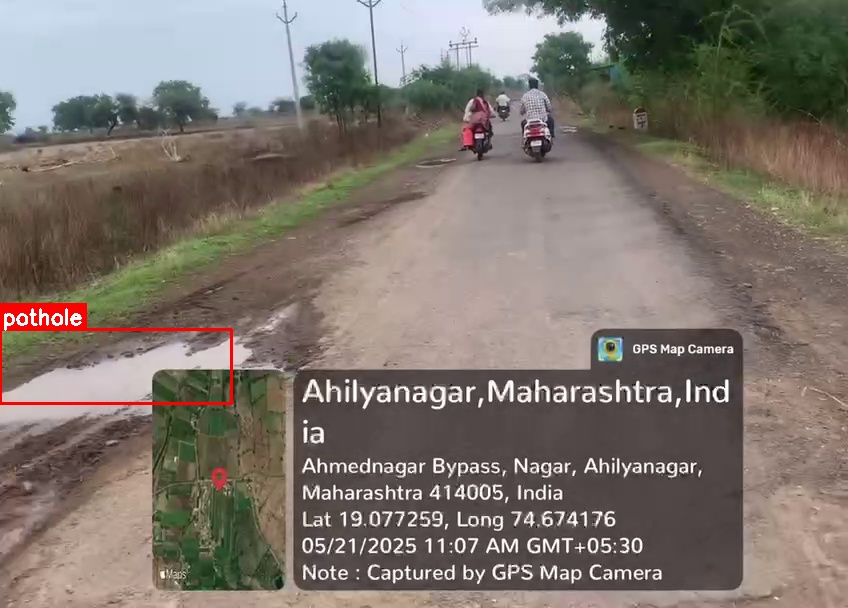 pothole
GPS Map Camera
Ahilyanagar,Maharashtra,Ind
ia
Ahmednagar Bypass, Nagar, Ahilyanagar,
Maharashtra 414005, India
Lat 19.077259, Long 74.674176
05/21/2025 11:07 AM GMT+05:30
Note : Captured by GPS Map Camera
Maps